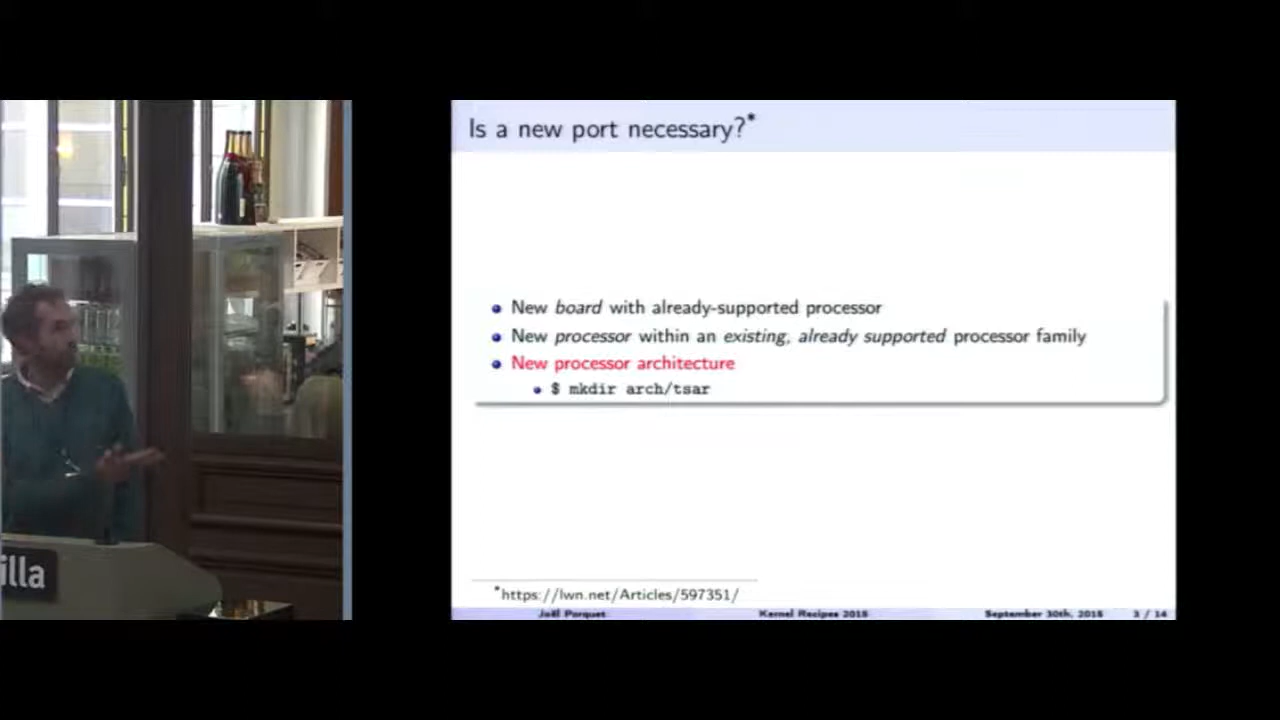 Is a new port necessary?*
New board with already-supported processor
New processor within an existing, already supported processor family
New processor architecture
$ mkdir arch/tsar
*https://lwn.net/Articles/597351/
Joël Porquet Kernel Recipes 2015 September 30th, 2015 3 / 14
illa